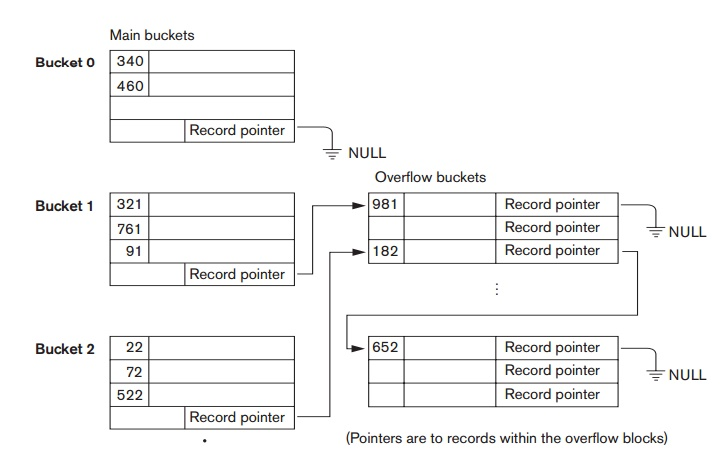 Main buckets
Bucket 0
340
460
Record pointer
NULL
Overflow buckets
Bucket 1
321
761
91
Record pointer
981 Record pointer
Record pointer
182 Record pointer
NULL
⋮
Bucket 2
22
72
522
Record pointer
652 Record pointer
Record pointer
Record pointer
NULL
(Pointers are to records within the overflow blocks)